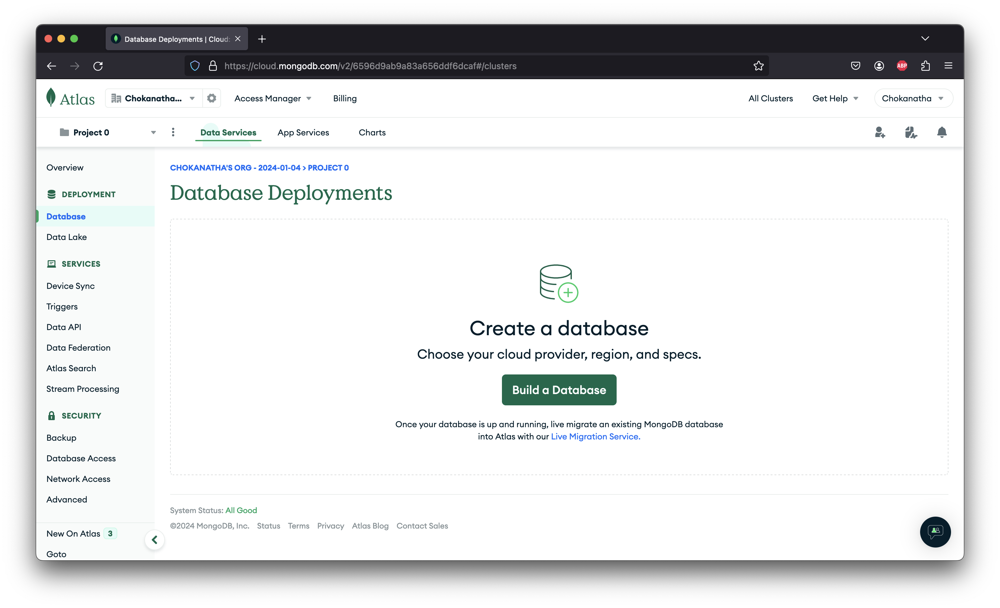 Database Deployments | Cloud:
https://cloud.mongodb.com/v2/6596d9ab9a83a656ddf6dcaf#/clusters
ABP
Atlas
Chokanatha...
Access Manager
Billing
All Clusters
Get Help
Chokanatha
Project 0
Data Services
App Services
Charts
Overview
DEPLOYMENT
Database
Data Lake
SERVICES
Device Sync
Triggers
Data API
Data Federation
Atlas Search
Stream Processing
SECURITY
Backup
Database Access
Network Access
Advanced
New On Atlas 3
Goto
CHOKANATHA'S ORG - 2024-01-04 > PROJECT 0
Database Deployments
Create a database
Choose your cloud provider, region, and specs.
Build a Database
Once your database is up and running, live migrate an existing MongoDB database
into Atlas with our Live Migration Service.
System Status: All Good
©2024 MongoDB, Inc. Status Terms Privacy Atlas Blog Contact Sales